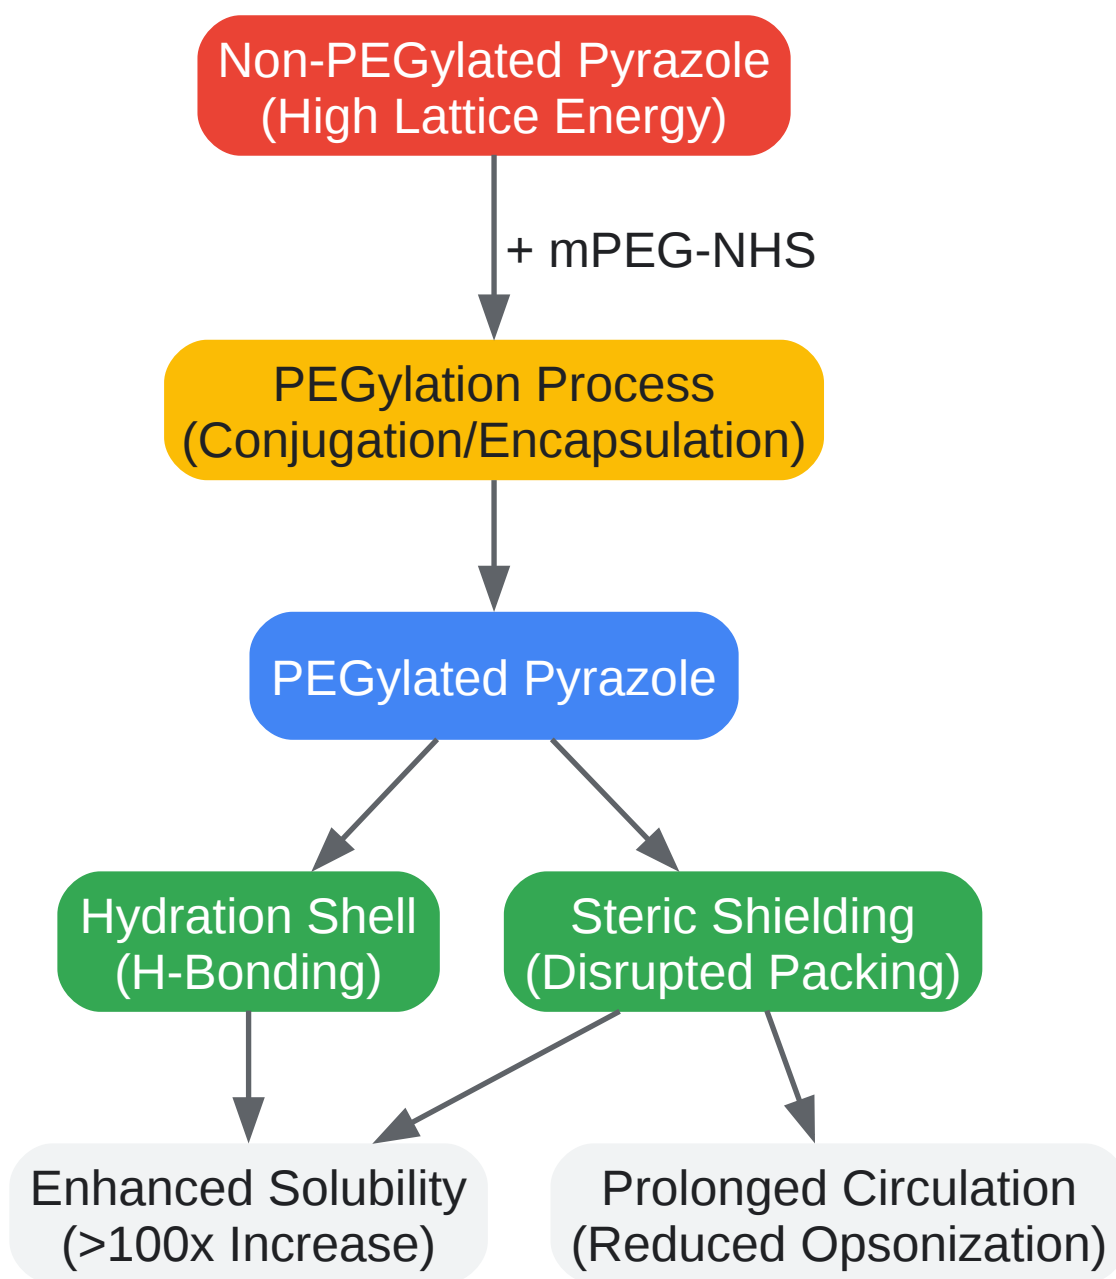 Non-PEGylated Pyrazole
(High Lattice Energy)
+ mPEG-NHS
PEGylation Process
(Conjugation/Encapsulation)
PEGylated Pyrazole
Hydration Shell
(H-Bonding)
Steric Shielding
(Disrupted Packing)
Enhanced Solubility
(>100x Increase)
Prolonged Circulation
(Reduced Opsonization)